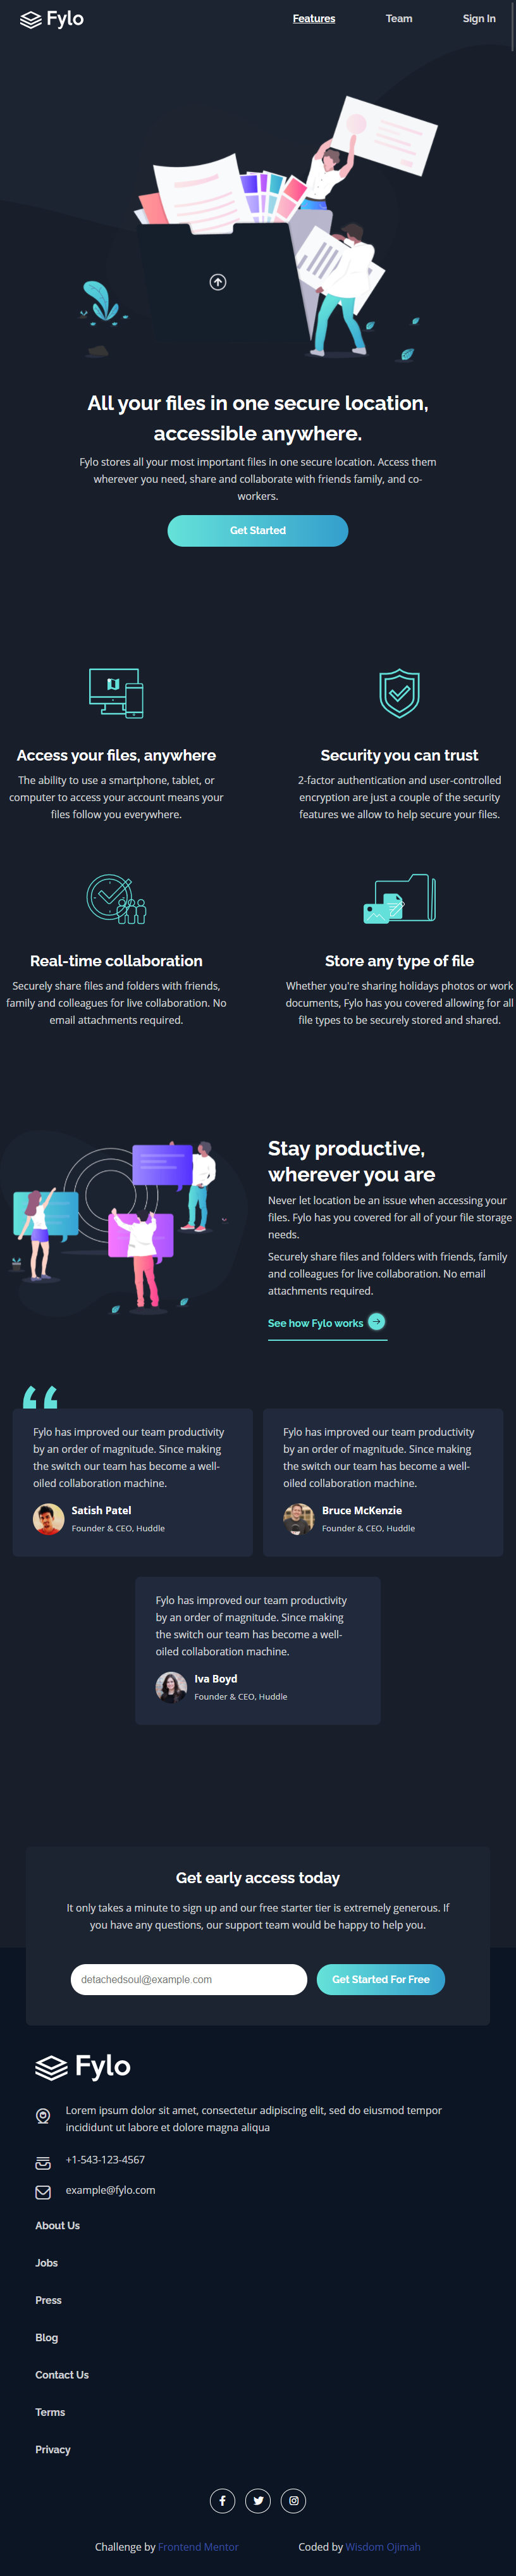 Fylo
Features
Team
Sign In
All your files in one secure location,
accessible anywhere.
Fylo stores all your most important files in one secure location. Access them
wherever you need, share and collaborate with friends family, and co-
workers.
Get Started
Access your files, anywhere
The ability to use a smartphone, tablet, or
computer to access your account means your
files follow you everywhere.
Security you can trust
2-factor authentication and user-controlled
encryption are just a couple of the security
features we allow to help secure your files.
Real-time collaboration
Securely share files and folders with friends,
family and colleagues for live collaboration. No
email attachments required.
Store any type of file
Whether you're sharing holidays photos or work
documents, Fylo has you covered allowing for all
file types to be securely stored and shared.
Stay productive,
wherever you are
Never let location be an issue when accessing your
files. Fylo has you covered for all of your file storage
needs.
Securely share files and folders with friends, family
and colleagues for live collaboration. No email
attachments required.
See how Fylo works
“
Fylo has improved our team productivity
by an order of magnitude. Since making
the switch our team has become a well-
oiled collaboration machine.
Satish Patel
Founder & CEO, Huddle
Fylo has improved our team productivity
by an order of magnitude. Since making
the switch our team has become a well-
oiled collaboration machine.
Bruce McKenzie
Founder & CEO, Huddle
Fylo has improved our team productivity
by an order of magnitude. Since making
the switch our team has become a well-
oiled collaboration machine.
Iva Boyd
Founder & CEO, Huddle
Get early access today
It only takes a minute to sign up and our free starter tier is extremely generous. If
you have any questions, our support team would be happy to help you.
detachedsoul@example.com
Get Started For Free
Fylo
Lorem ipsum dolor sit amet, consectetur adipiscing elit, sed do eiusmod tempor
incididunt ut labore et dolore magna aliqua
+1-543-123-4567
example@fylo.com
About Us
Jobs
Press
Blog
Contact Us
Terms
Privacy
Challenge by Frontend Mentor
Coded by Wisdom Ojimah